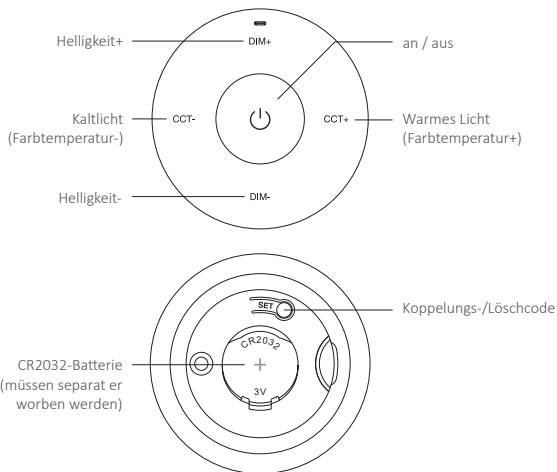 Helligkeit+
DIM+
an / aus
Kaltlicht
(Farbtemperatur-)
CCT-
CCT+
Warmes Licht
(Farbtemperatur+)
Helligkeit-
DIM-
SET
Koppelungs-/Löschcode
CR2032
CR2032-Batterie
(müssen separat er
worben werden)
3V